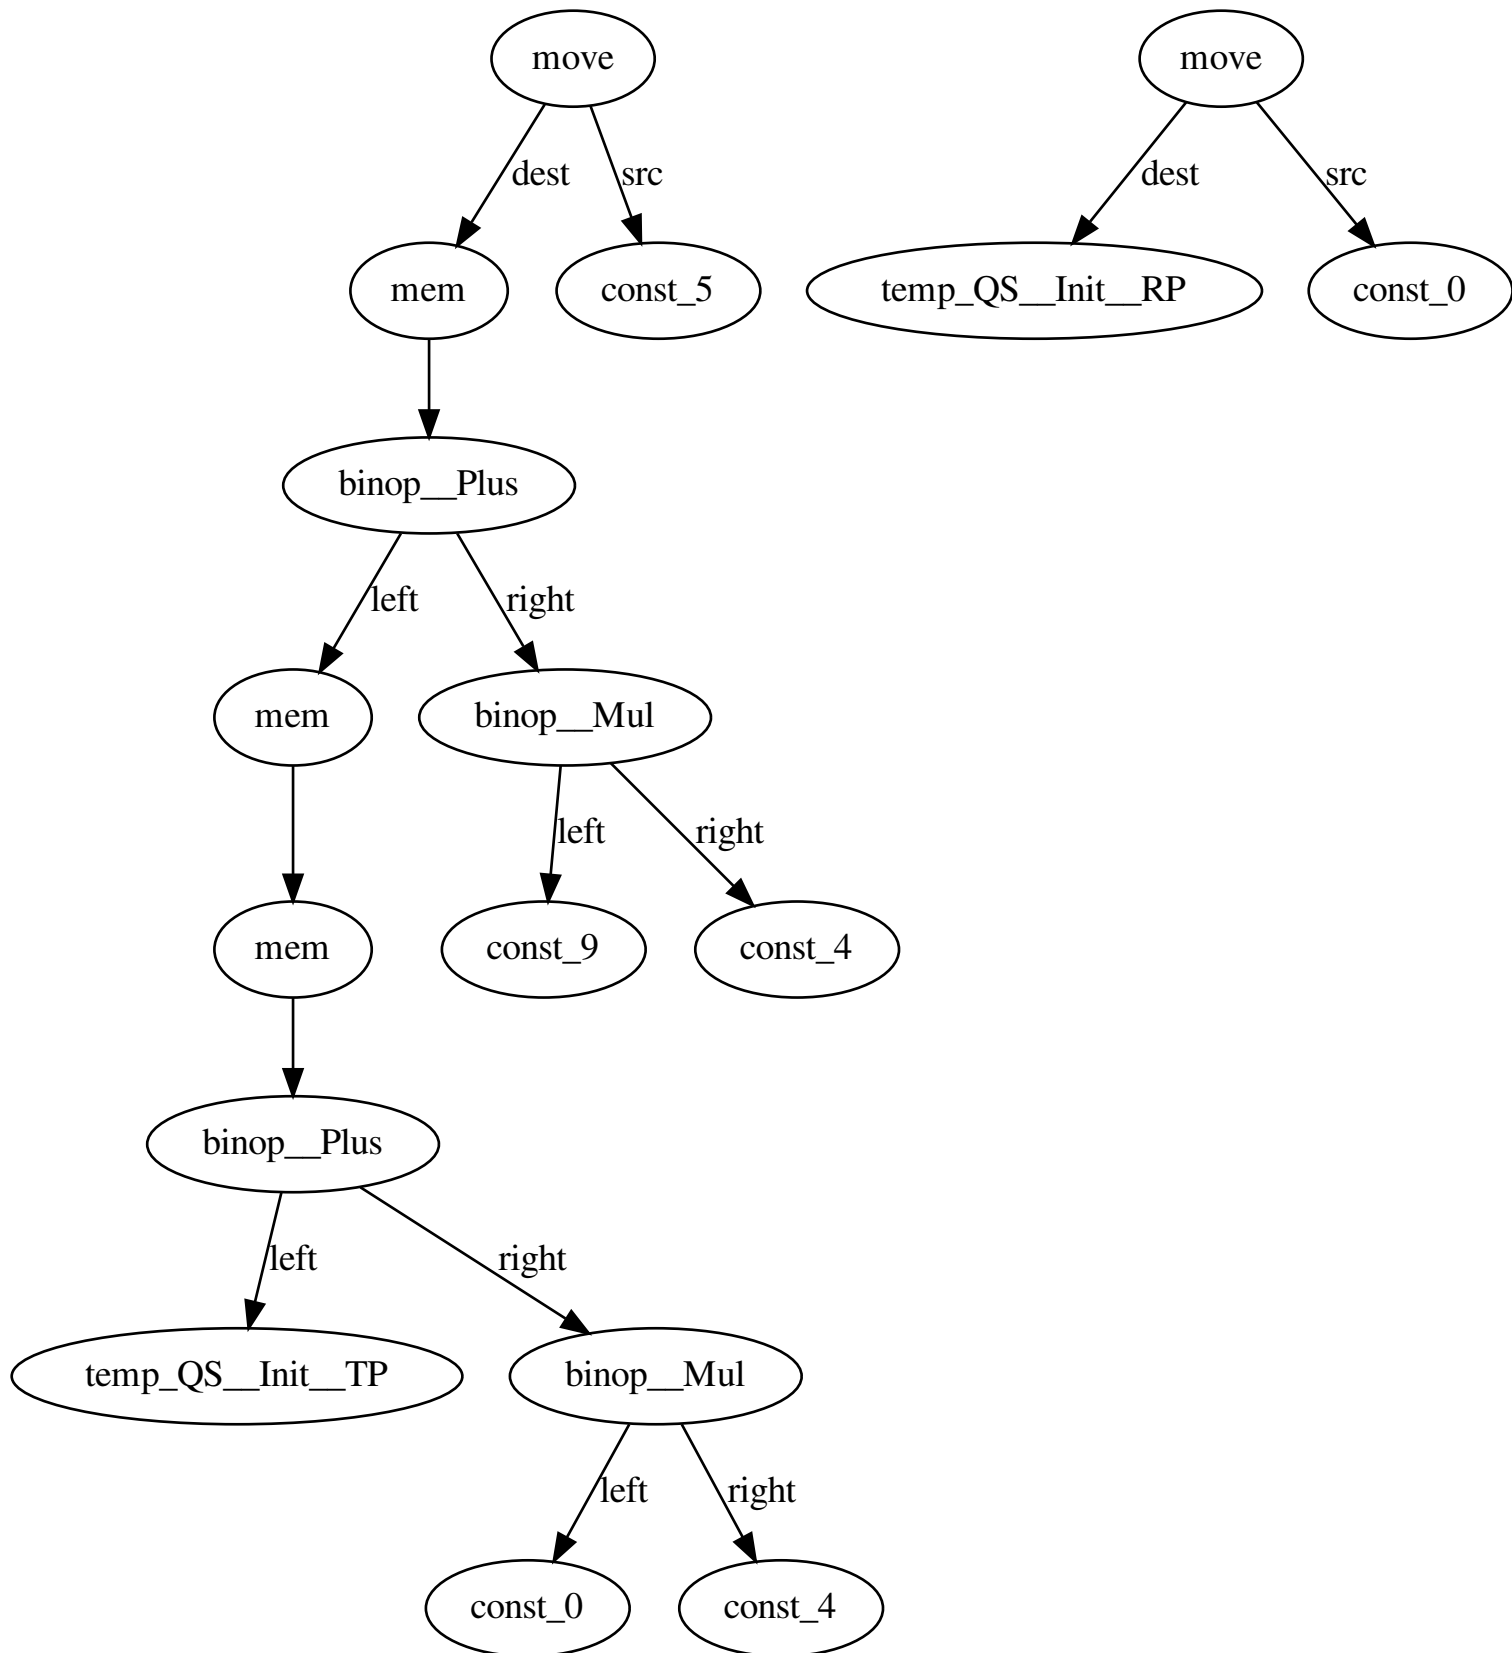 move
move
dest
src
dest
src
mem
const_5
temp_QS__Init__RP
const_0
binop__Plus
left
right
mem
binop__Mul
left
right
mem
const_9
const_4
binop__Plus
left
right
temp_QS__Init__TP
binop__Mul
left
right
const_0
const_4